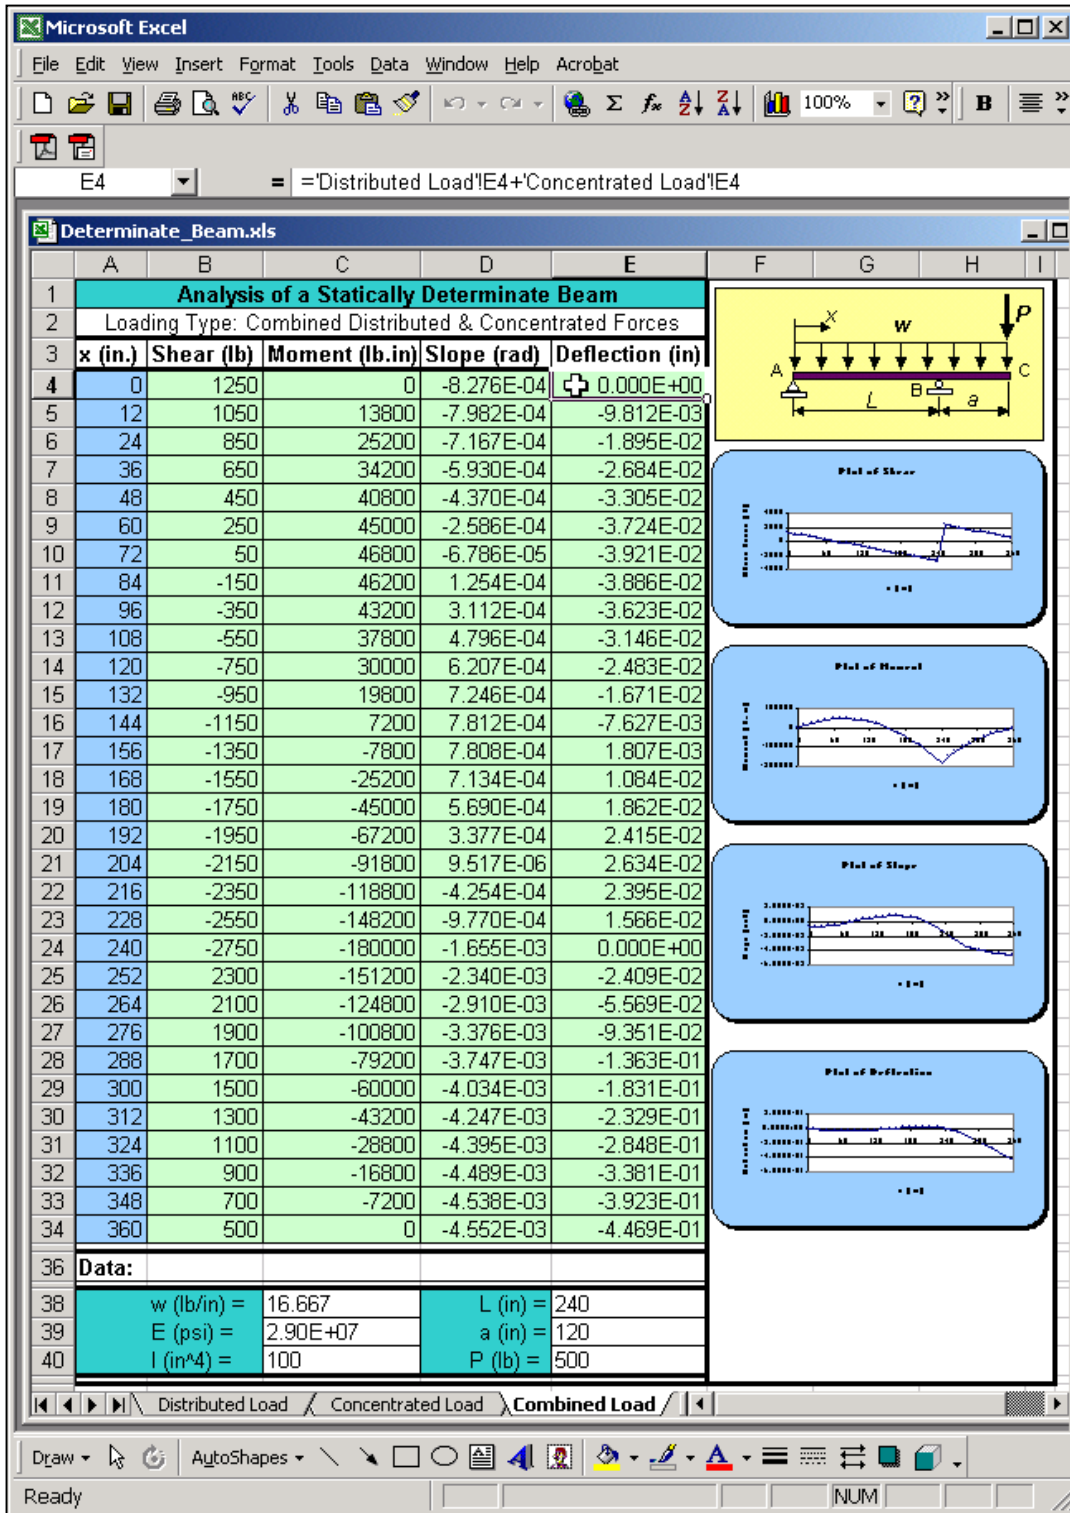 Microsoft Excel
File Edit View Insert Format Tools Data Window Help Acrobat
100% B
E4 = ='Distributed Load'!E4+'Concentrated Load'!E4
Determinate_Beam.xls
A B C D E F G H I
1 Analysis of a Statically Determinate Beam
2 Loading Type: Combined Distributed & Concentrated Forces
3 x (in.) Shear (lb) Moment (lb.in) Slope (rad) Deflection (in)
4 0 1250 0 -8.276E-04 0.000E+00
5 12 1050 13800 -7.982E-04 -9.812E-03
6 24 850 25200 -7.167E-04 -1.895E-02
7 36 650 34200 -5.930E-04 -2.684E-02
8 48 450 40800 -4.370E-04 -3.305E-02
9 60 250 45000 -2.586E-04 -3.724E-02
10 72 50 46800 -6.786E-05 -3.921E-02
11 84 -150 46200 1.254E-04 -3.886E-02
12 96 -350 43200 3.112E-04 -3.623E-02
13 108 -550 37800 4.796E-04 -3.146E-02
14 120 -750 30000 6.207E-04 -2.483E-02
15 132 -950 19800 7.246E-04 -1.671E-02
16 144 -1150 7200 7.812E-04 -7.627E-03
17 156 -1350 -7800 7.808E-04 1.807E-03
18 168 -1550 -25200 7.134E-04 1.084E-02
19 180 -1750 -45000 5.690E-04 1.862E-02
20 192 -1950 -67200 3.377E-04 2.415E-02
21 204 -2150 -91800 9.517E-06 2.634E-02
22 216 -2350 -118800 -4.254E-04 2.395E-02
23 228 -2550 -148200 -9.770E-04 1.566E-02
24 240 -2750 -180000 -1.655E-03 0.000E+00
25 252 2300 -151200 -2.340E-03 -2.409E-02
26 264 2100 -124800 -2.910E-03 -5.569E-02
27 276 1900 -100800 -3.376E-03 -9.351E-02
28 288 1700 -79200 -3.747E-03 -1.363E-01
29 300 1500 -60000 -4.034E-03 -1.831E-01
30 312 1300 -43200 -4.247E-03 -2.329E-01
31 324 1100 -28800 -4.395E-03 -2.848E-01
32 336 900 -16800 -4.489E-03 -3.381E-01
33 348 700 -7200 -4.538E-03 -3.923E-01
34 360 500 0 -4.552E-03 -4.469E-01
36 Data:
38 w (lb/in) = 16.667 L (in) = 240
39 E (psi) = 2.90E+07 a (in) = 120
40 I (in^4) = 100 P (lb) = 500
x w P
A B C
L a
Plot of Shear
Plot of Moment
Plot of Slope
Plot of Deflection
Distributed Load Concentrated Load Combined Load
Draw AutoShapes
Ready NUM